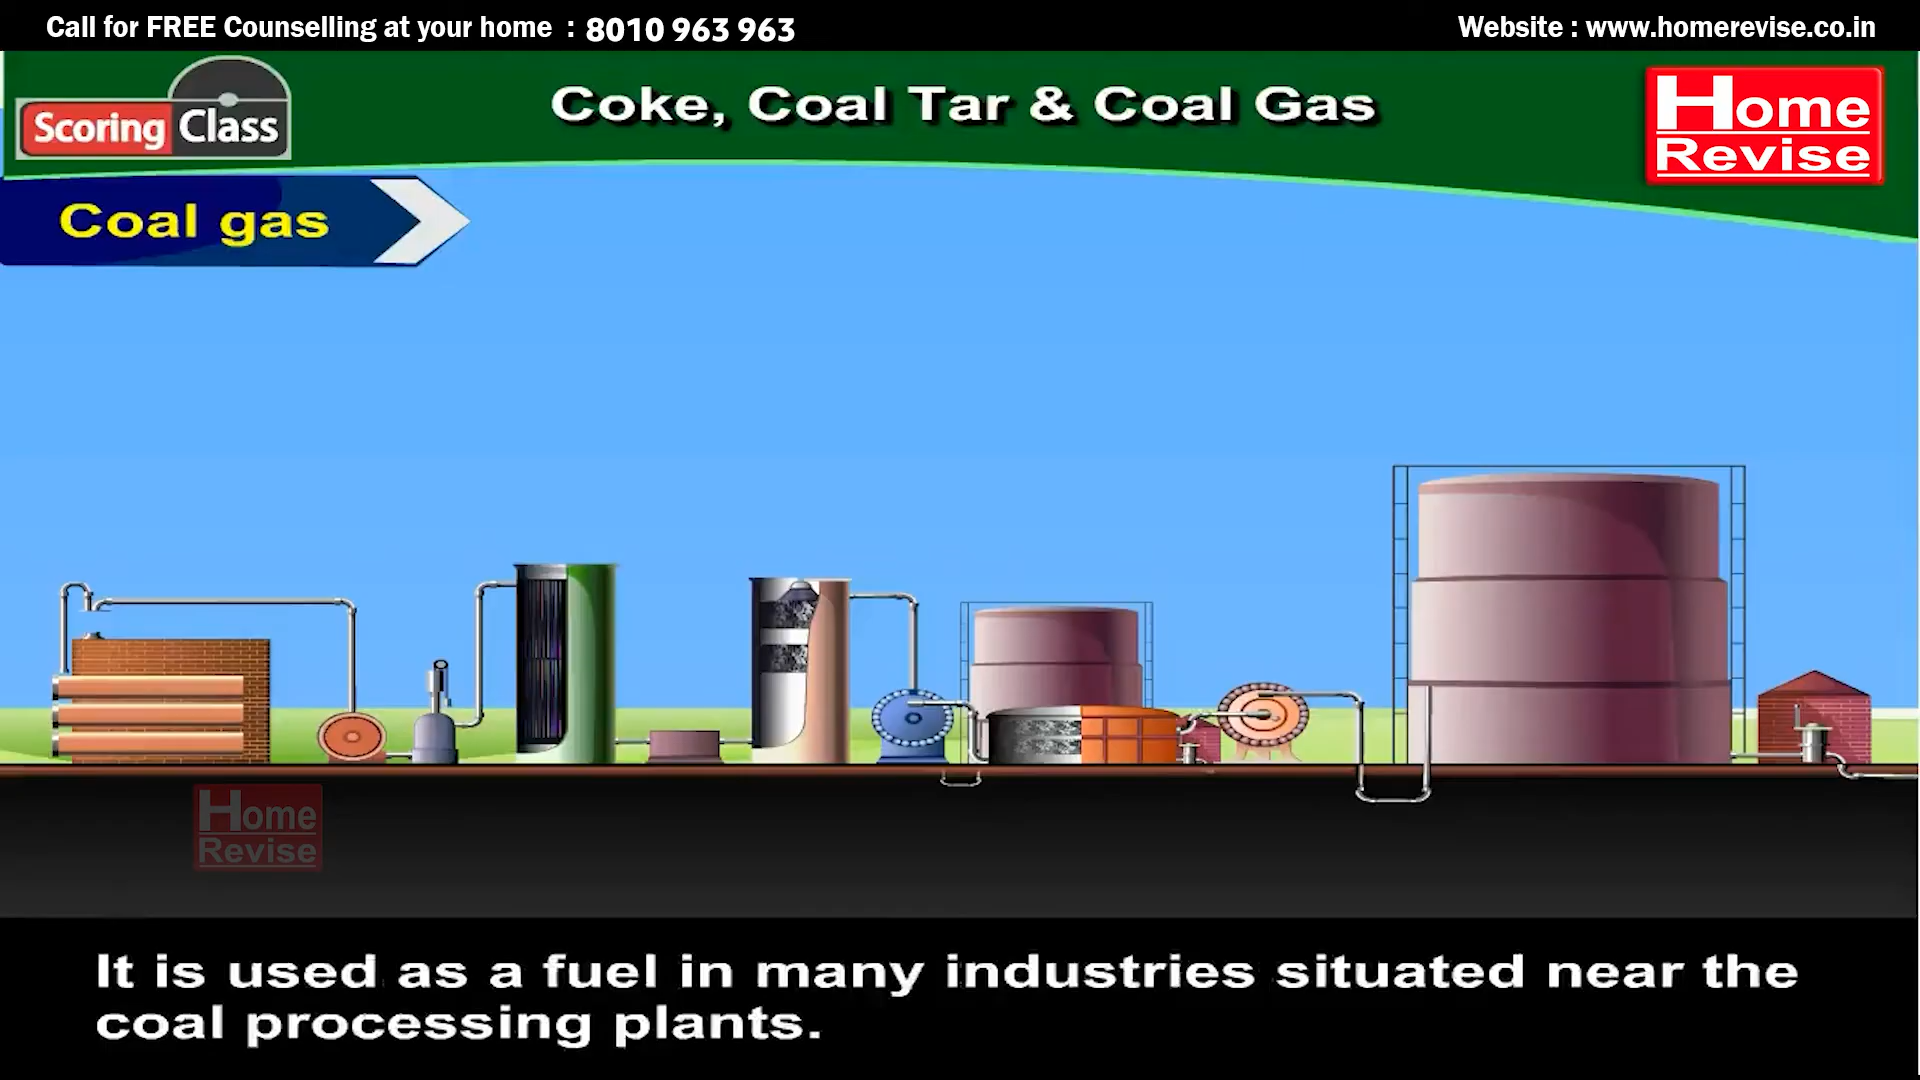 Call for FREE Counselling at your home : 8010 963 963
Website : www.homerevise.co.in
Scoring Class
Coke, Coal Tar & Coal Gas
Home
Revise
Coal gas
Home
Revise
It is used as a fuel in many industries situated near the
coal processing plants.